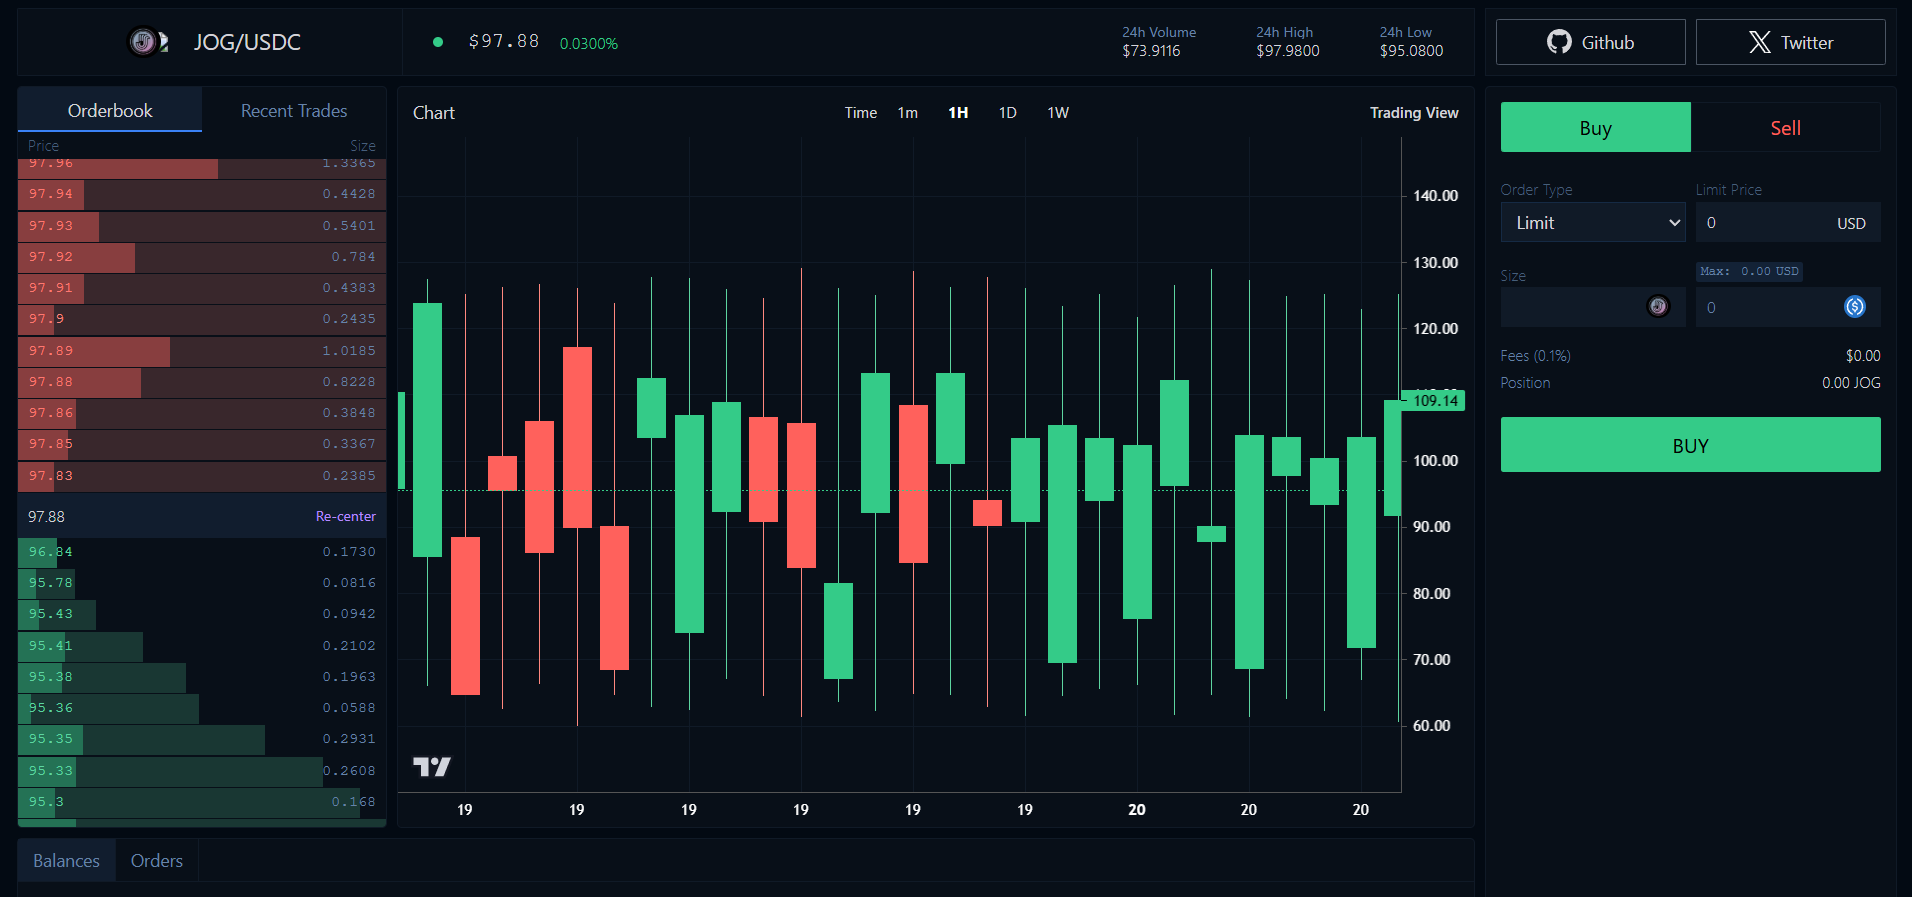 JOG/USDC
$97.88 0.0300%
24h Volume 24h High 24h Low
$73.9116 $97.9800 $95.0800
Github Twitter
Orderbook Recent Trades
Price Size
97.96 1.3365
97.94 0.4428
97.93 0.5401
97.92 0.784
97.91 0.4383
97.9 0.2435
97.89 1.0185
97.88 0.8228
97.86 0.3848
97.85 0.3367
97.83 0.2385
97.88 Re-center
96.84 0.1730
95.78 0.0816
95.43 0.0942
95.41 0.2102
95.38 0.1963
95.36 0.0588
95.35 0.2931
95.33 0.2608
95.3 0.168
Chart Time 1m 1H 1D 1W Trading View
140.00
130.00
120.00
109.14
100.00
90.00
80.00
70.00
60.00
19 19 19 19 19 19 20 20 20
Buy Sell
Order Type Limit Price
Limit 0 USD
Size Max: 0.00 USD
0
Fees (0.1%) $0.00
Position 0.00 JOG
BUY
Balances Orders